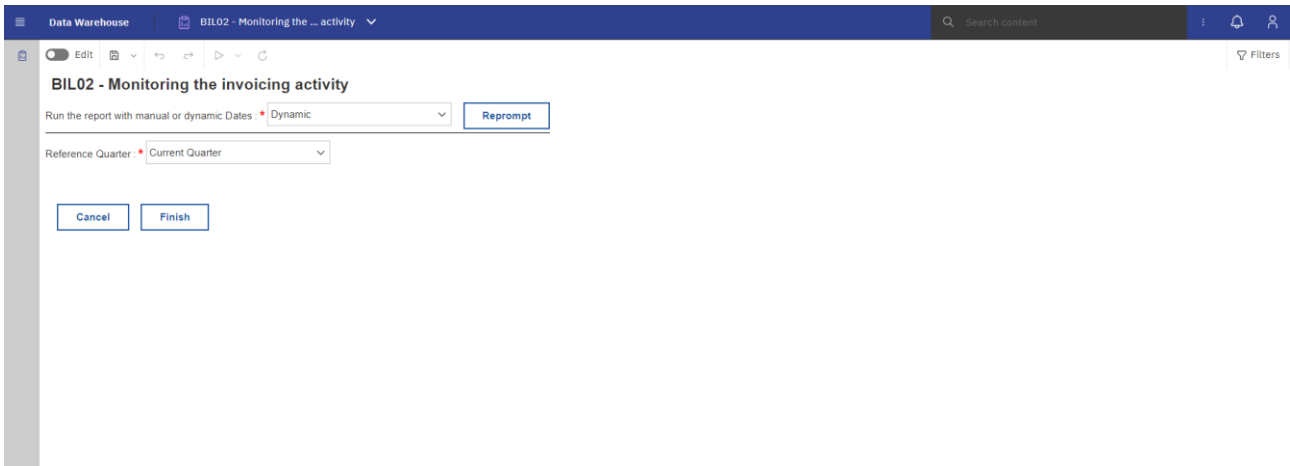 Data Warehouse BIL02 - Monitoring the ... activity Search content
Edit Filters
BIL02 - Monitoring the invoicing activity
Run the report with manual or dynamic Dates : * Dynamic Reprompt
Reference Quarter : * Current Quarter
Cancel Finish